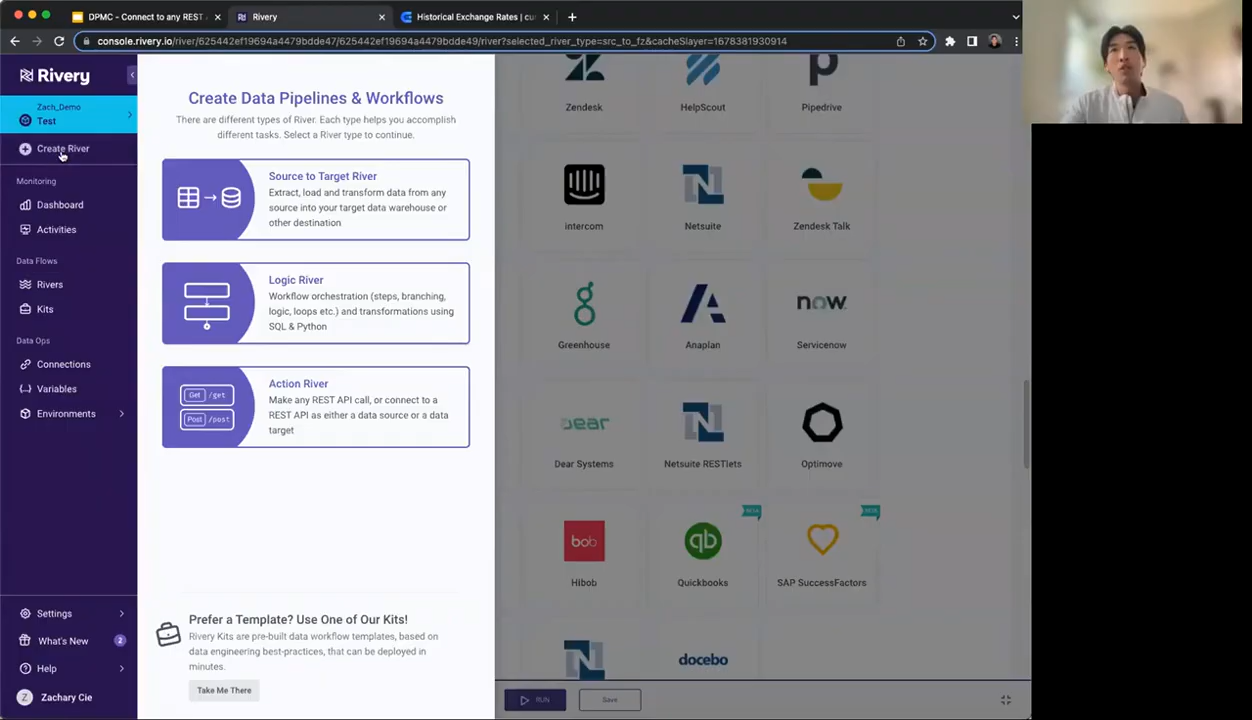 DPMC - Connect to any REST
Rivery
Historical Exchange Rates | cu
console.rivery.io/river/625442ef19694a4479bdde47/625442ef19694a4479bdde49/river?selected_river_type=src_to_fz&cacheSlayer=1678381930914
Rivery
Zach_Demo
Test
Create River
Monitoring
Dashboard
Activities
Data Flows
Rivers
Kits
Data Ops
Connections
Variables
Environments
Settings
What's New
2
Help
Z
Zachary Cie
Create Data Pipelines & Workflows
There are different types of River. Each type helps you accomplish
different tasks. Select a River type to continue.
Source to Target River
Extract, load and transform data from any
source into your target data warehouse or
other destination
Logic River
Workflow orchestration (steps, branching,
logic, loops etc.) and transformations using
SQL & Python
Get /get
Post /post
Action River
Make any REST API call, or connect to a
REST API as either a data source or a data
target
Prefer a Template? Use One of Our Kits!
Rivery Kits are pre-built data workflow templates, based on
data engineering best-practices, that can be deployed in
minutes.
Take Me There
Zendesk
HelpScout
Pipedrive
intercom
Netsuite
Zendesk Talk
now
Greenhouse
Anaplan
Servicenow
Dear
Dear Systems
Netsuite RESTlets
Optimove
bob
qb
Hibob
Quickbooks
SAP SuccessFactors
docebo
RUN
Save